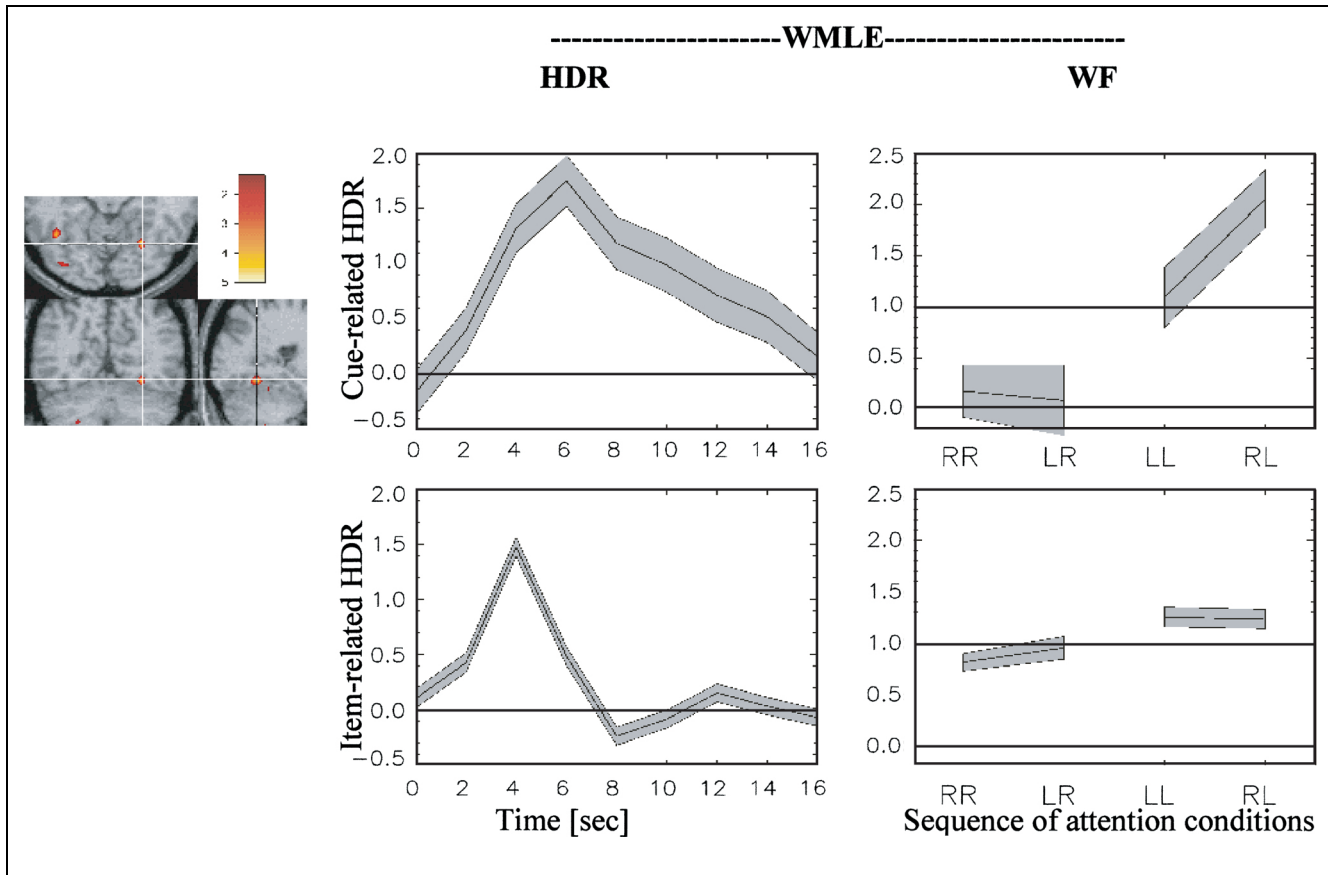 ----------------------WMLE-----------------------
HDR WF
2
3
4
5
Cue-related HDR
2.0
1.5
1.0
0.5
0.0
−0.5
0 2 4 6 8 10 12 14 16
2.5
2.0
1.5
1.0
0.5
0.0
RR LR LL RL
Item-related HDR
2.0
1.5
1.0
0.5
0.0
−0.5
0 2 4 6 8 10 12 14 16
Time [sec]
2.5
2.0
1.5
1.0
0.5
0.0
RR LR LL RL
Sequence of attention conditions